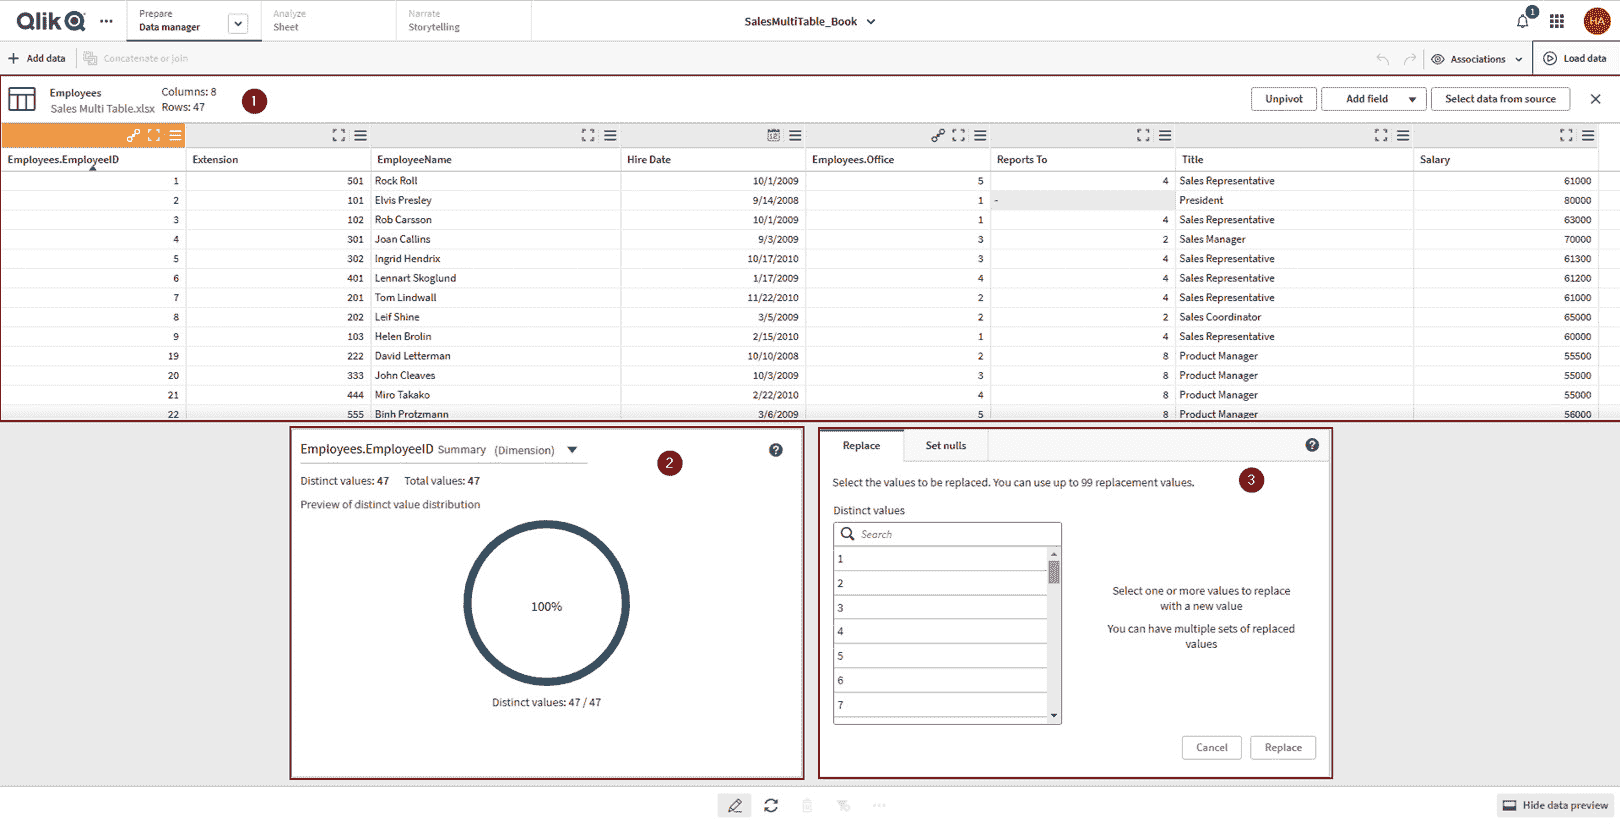 Qlik Q ... Prepare Analyze Narrate
Data manager Sheet Storytelling SalesMultiTable_Book 1 HA
+ Add data Concatenate or join Associations Load data
Employees Columns: 8
Sales Multi Table.xlsx Rows: 47 1 Unpivot Add field Select data from source
12
Employees.EmployeeID Extension EmployeeName Hire Date Employees.Office Reports To Title Salary
1 501 Rock Roll 10/1/2009 5 4 Sales Representative 61000
2 101 Elvis Presley 9/14/2008 1 - President 80000
3 102 Rob Carsson 10/1/2009 1 4 Sales Representative 63000
4 301 Joan Callins 9/3/2009 3 2 Sales Manager 70000
5 302 Ingrid Hendrix 10/17/2010 3 4 Sales Representative 61300
6 401 Lennart Skoglund 1/17/2009 4 4 Sales Representative 61200
7 201 Tom Lindwall 11/22/2010 2 4 Sales Representative 61000
8 202 Leif Shine 3/5/2009 2 2 Sales Coordinator 65000
9 103 Helen Brolin 2/15/2010 1 4 Sales Representative 60000
19 222 David Letterman 10/10/2008 2 8 Product Manager 55500
20 333 John Cleaves 10/3/2009 3 8 Product Manager 55000
21 444 Miro Takako 2/22/2010 4 8 Product Manager 55000
22 555 Binh Protzmann 3/6/2009 5 8 Product Manager 56000
Employees.EmployeeID Summary (Dimension) ?
2
Distinct values: 47 Total values: 47
Preview of distinct value distribution
100%
Distinct values: 47 / 47
Replace Set nulls ?
Select the values to be replaced. You can use up to 99 replacement values. 3
Distinct values
Search
1
2
3
4
5
6
7
Select one or more values to replace
with a new value
You can have multiple sets of replaced
values
Cancel Replace
Hide data preview